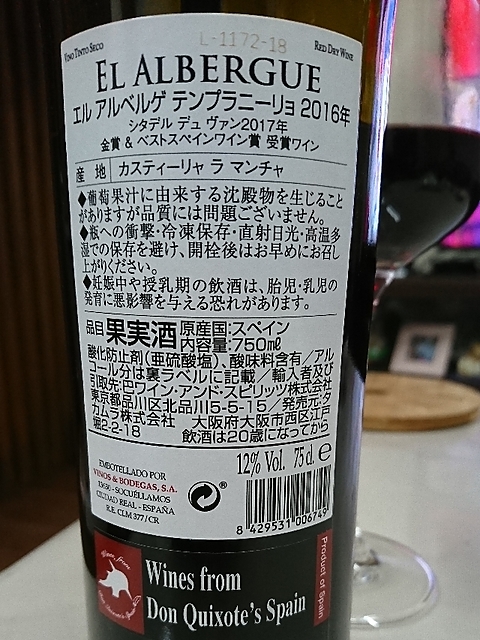 L-1172-18
VINO TINTO SECO
RED DRY WINE
EL ALBERGUE
エル アルベルゲ テンプラニーリョ 2016年
シタデル デュ ヴァン2017年
金賞 & ベストスペインワイン賞 受賞ワイン
産 地 カスティーリャ ラ マンチャ
◆葡萄果汁に由来する沈殿物を生じること
がありますが品質には問題ございません。
◆瓶への衝撃・冷凍保存・直射日光・高温多
湿での保存を避け、開栓後はお早めにお召し
上がりください。
◆妊娠中や授乳期の飲酒は、胎児・乳児の
発育に悪影響を与える恐れがあります。
品目 果実酒 原産国:スペイン
内容量:750mℓ
酸化防止剤(亜硫酸塩)、酸味料含有/アル
コール分は裏ラベルに記載/輸入者及び
引取先:巴ワイン・アンド・スピリッツ株式会社
東京都品川区北品川5-5-15/発売元:タ
カムラ株式会社 大阪府大阪市西区江戸
堀2-2-18 飲酒は20歳になってから
12% Vol. 75 cl. e
EMBOTELLADO POR
VINOS & BODEGAS, S.A.
13630 - SOCUÉLLAMOS
CIUDAD REAL - ESPAÑA
R.E. CLM 377/CR
®
8 429531 006749
Wines from
Don Quixote's Spain
Product of Spain